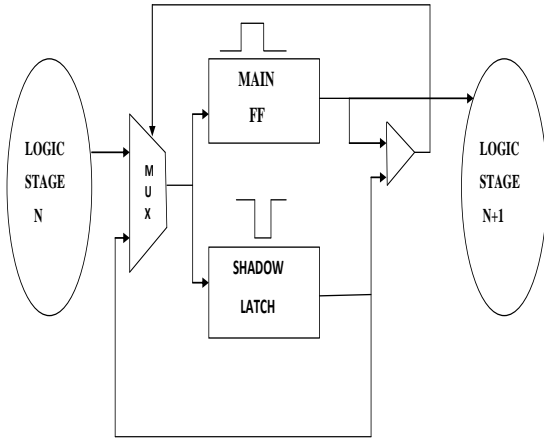 LOGIC
STAGE
N
M
U
X
MAIN
FF
SHADOW
LATCH
LOGIC
STAGE
N+1